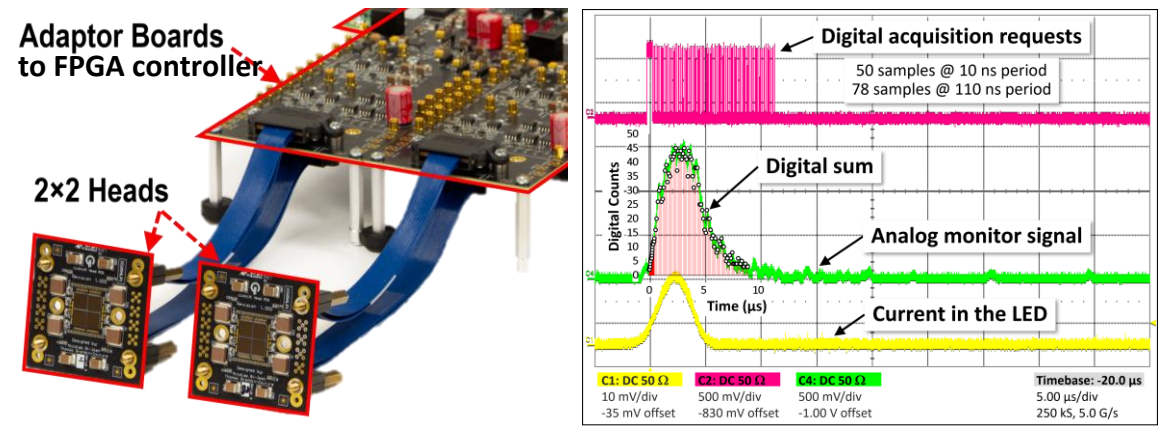 Adaptor Boards
to FPGA controller
2×2 Heads
Digital acquisition requests
50 samples @ 10 ns period
78 samples @ 110 ns period
Digital sum
Analog monitor signal
Current in the LED
Digital Counts
50
45
40
35
30
25
20
15
10
5
0
0
5
10
Time (µs)
C1: DC 50 Ω
10 mV/div
-35 mV offset
C2: DC 50 Ω
500 mV/div
-830 mV offset
C4: DC 50 Ω
500 mV/div
-1.00 V offset
Timebase: -20.0 µs
5.00 µs/div
250 kS, 5.0 G/s